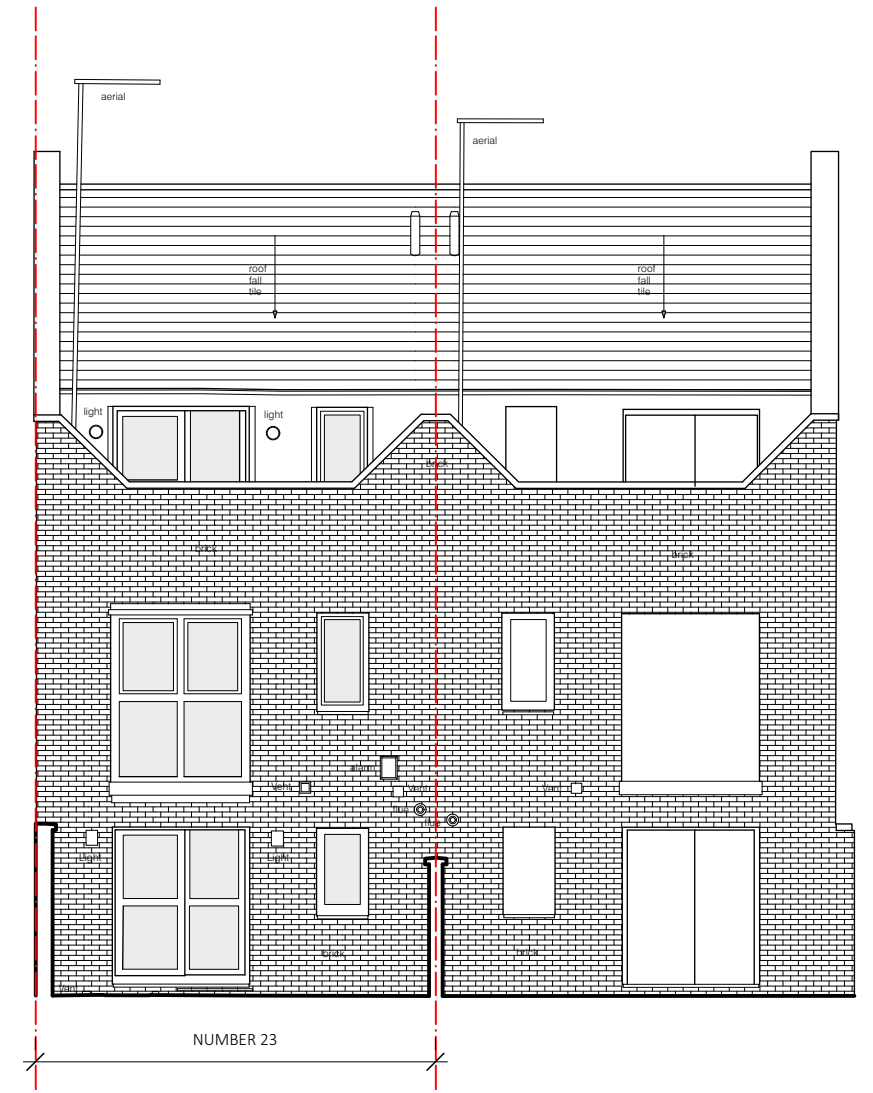 aerial
aerial
roof
fall
tile
roof
fall
tile
light
light
brick
brick
brick
alarm
Vent
Vent
Vent
flue
flue
Light
Light
brick
brick
Vent
NUMBER 23